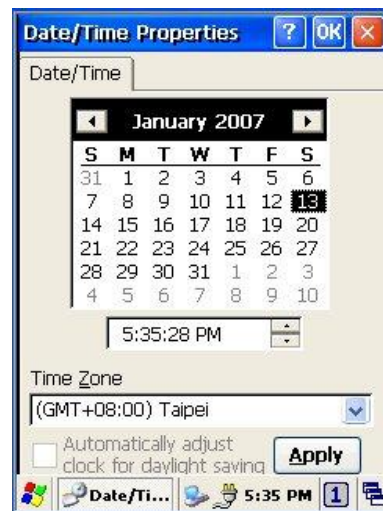 Date/Time Properties ? OK ×
Date/Time
January 2007
S M T W T F S
31 1 2 3 4 5 6
7 8 9 10 11 12 13
14 15 16 17 18 19 20
21 22 23 24 25 26 27
28 29 30 31 1 2 3
4 5 6 7 8 9 10
5:35:28 PM
Time Zone
(GMT+08:00) Taipei
Automatically adjust
clock for daylight saving
Apply
Date/Ti... 5:35 PM 1